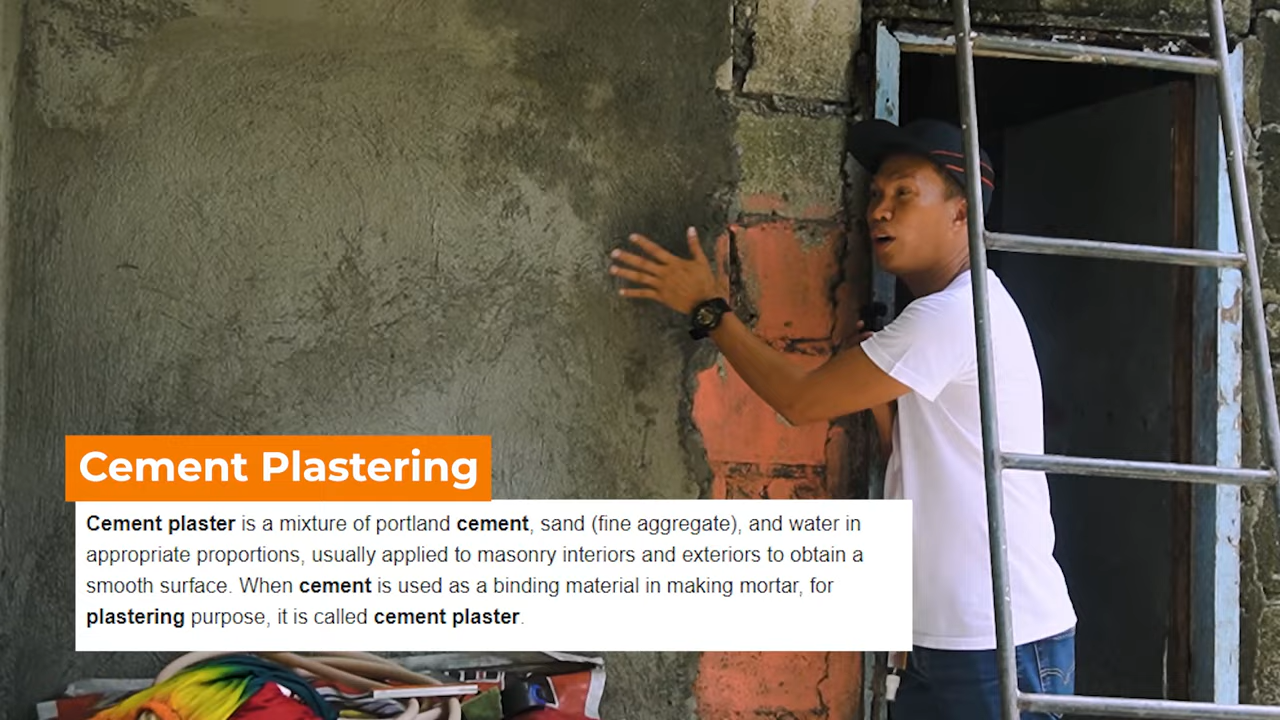 Cement Plastering
Cement plaster is a mixture of portland cement, sand (fine aggregate), and water in
appropriate proportions, usually applied to masonry interiors and exteriors to obtain a
smooth surface. When cement is used as a binding material in making mortar, for
plastering purpose, it is called cement plaster.